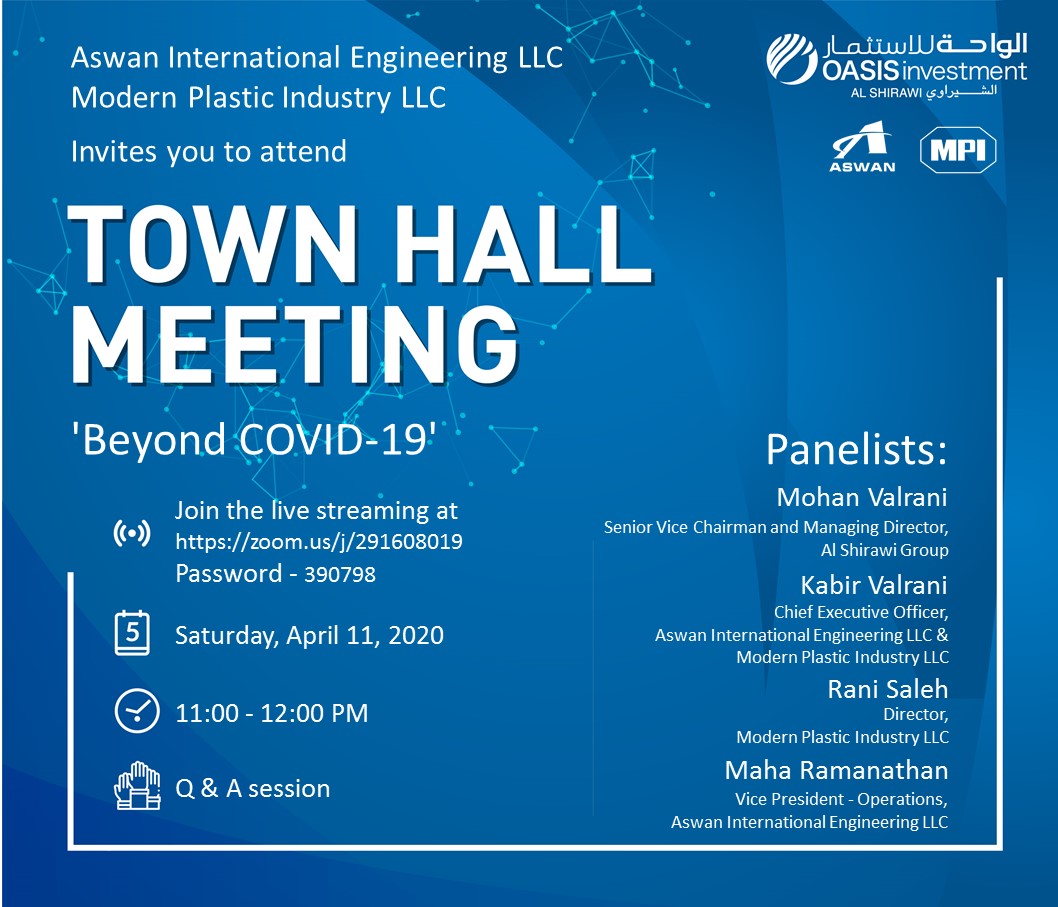 Aswan International Engineering LLC
Modern Plastic Industry LLC
Invites you to attend
الواحة للاستثمار
OASIS investment
AL SHIRAWI الشيراوي
ASWAN
MPI
TOWN HALL
MEETING
'Beyond COVID-19'
Join the live streaming at
https://zoom.us/j/291608019
Password - 390798
5
Saturday, April 11, 2020
11:00 - 12:00 PM
Q & A session
Panelists:
Mohan Valrani
Senior Vice Chairman and Managing Director,
Al Shirawi Group
Kabir Valrani
Chief Executive Officer,
Aswan International Engineering LLC &
Modern Plastic Industry LLC
Rani Saleh
Director,
Modern Plastic Industry LLC
Maha Ramanathan
Vice President - Operations,
Aswan International Engineering LLC